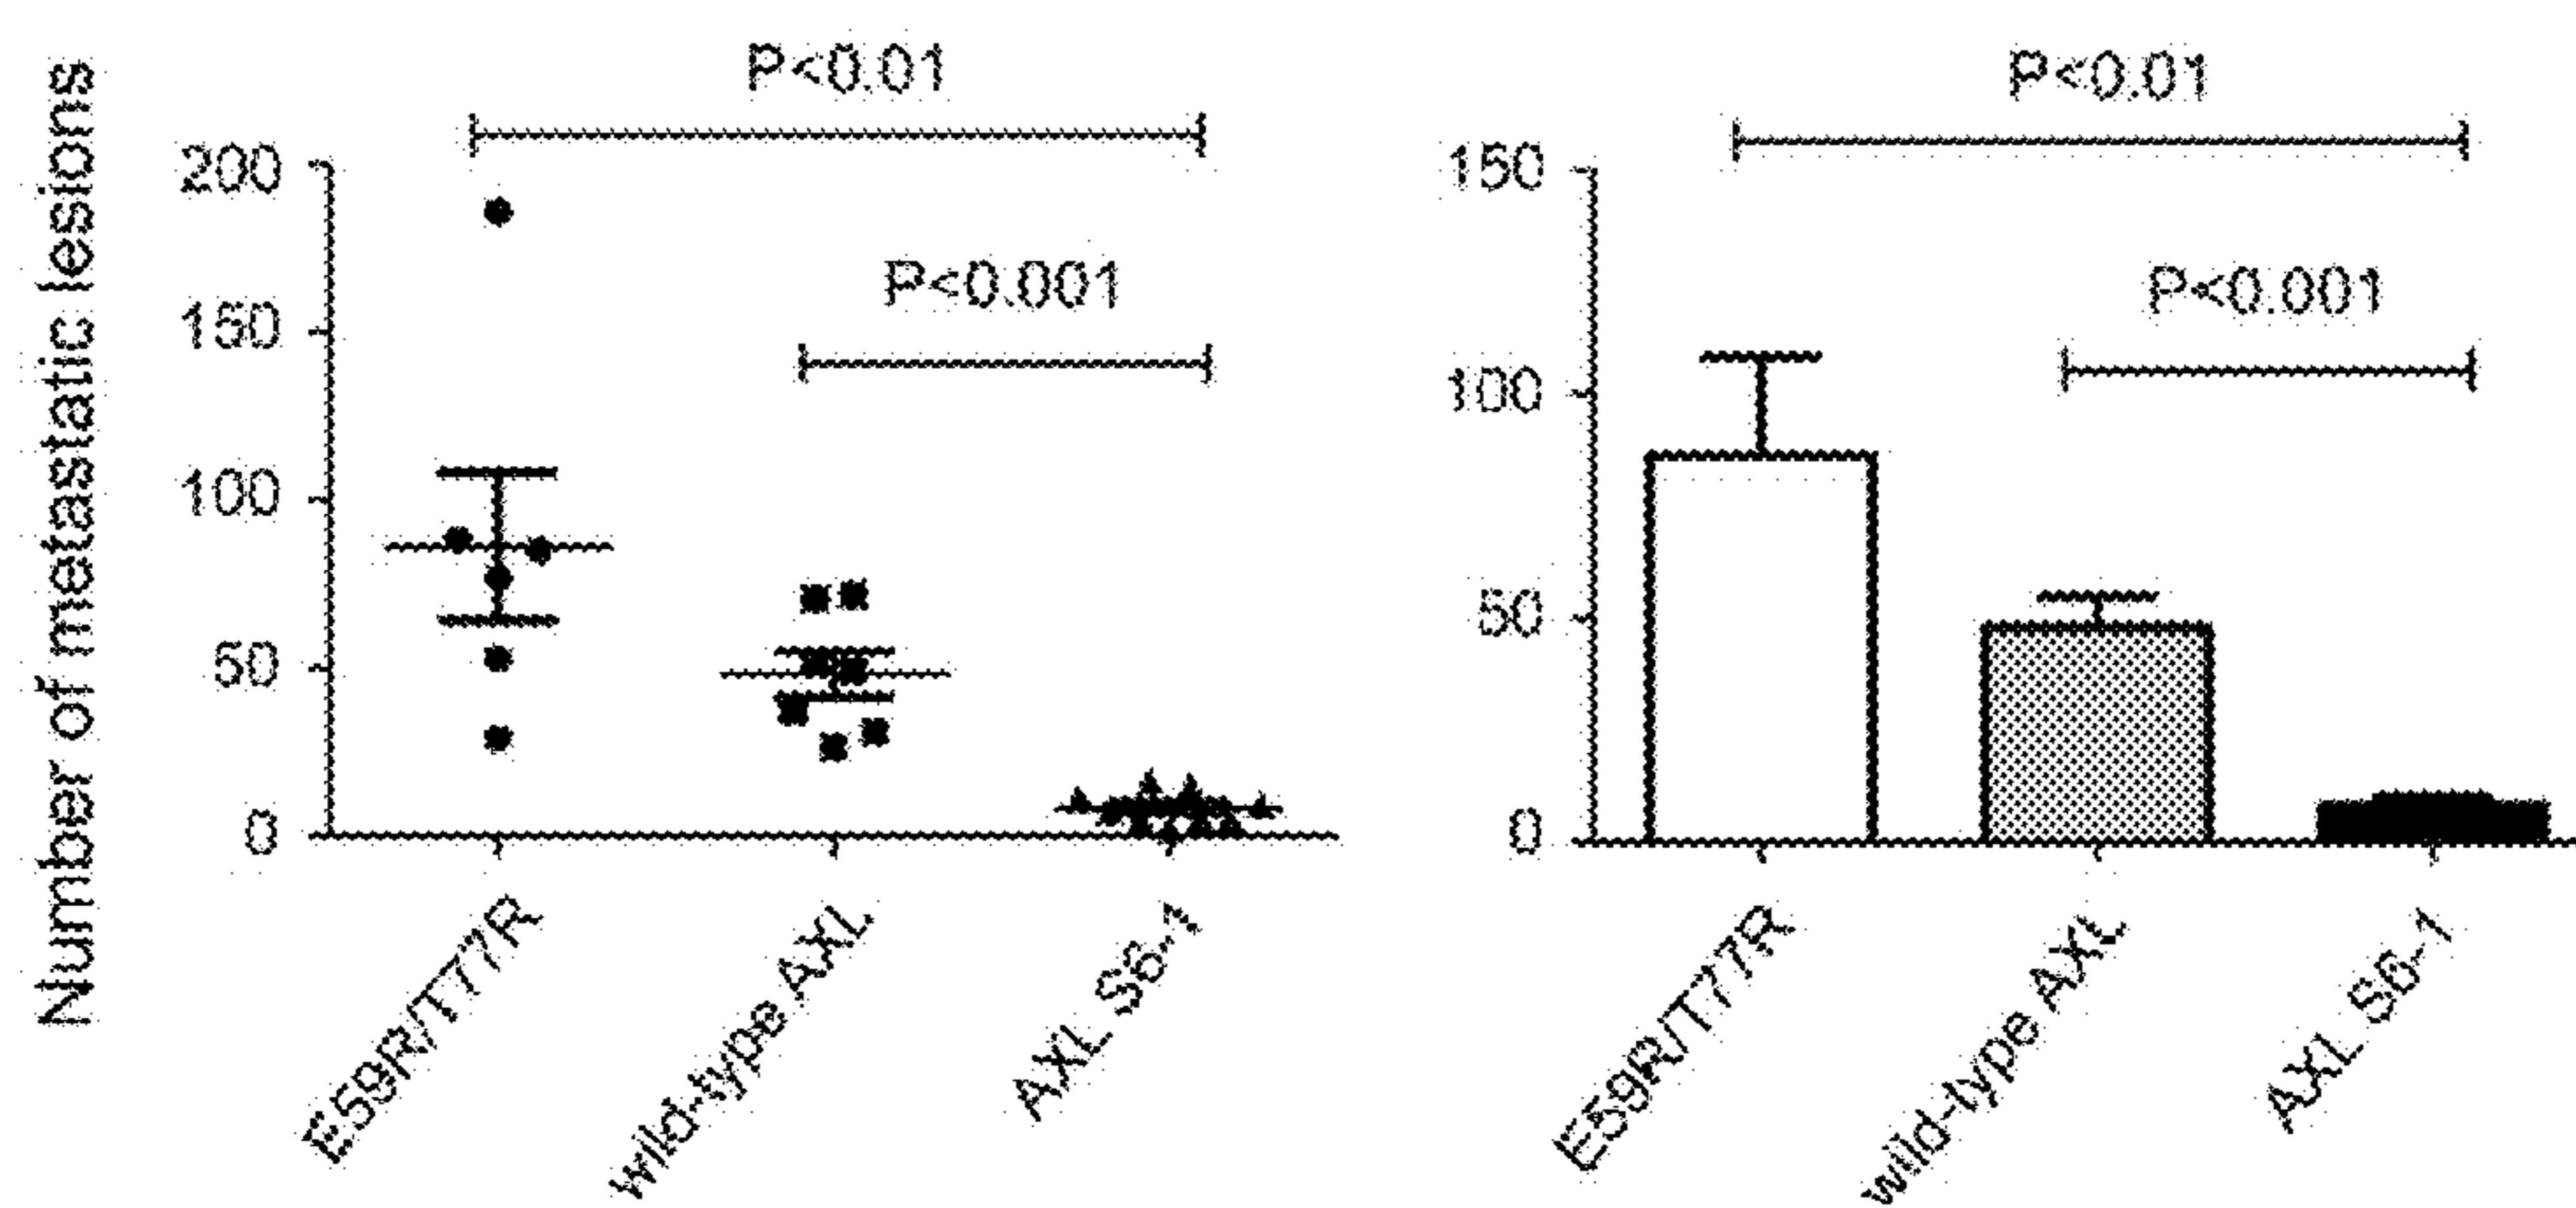 Number of metastatic lesions
P<0.01
P<0.001
200
150
100
50
0
E59R/T77R
wild-type AXL
AXL S6-1
P<0.01
P<0.001
150
100
50
0
E59R/T77R
wild-type AXL
AXL S6-1